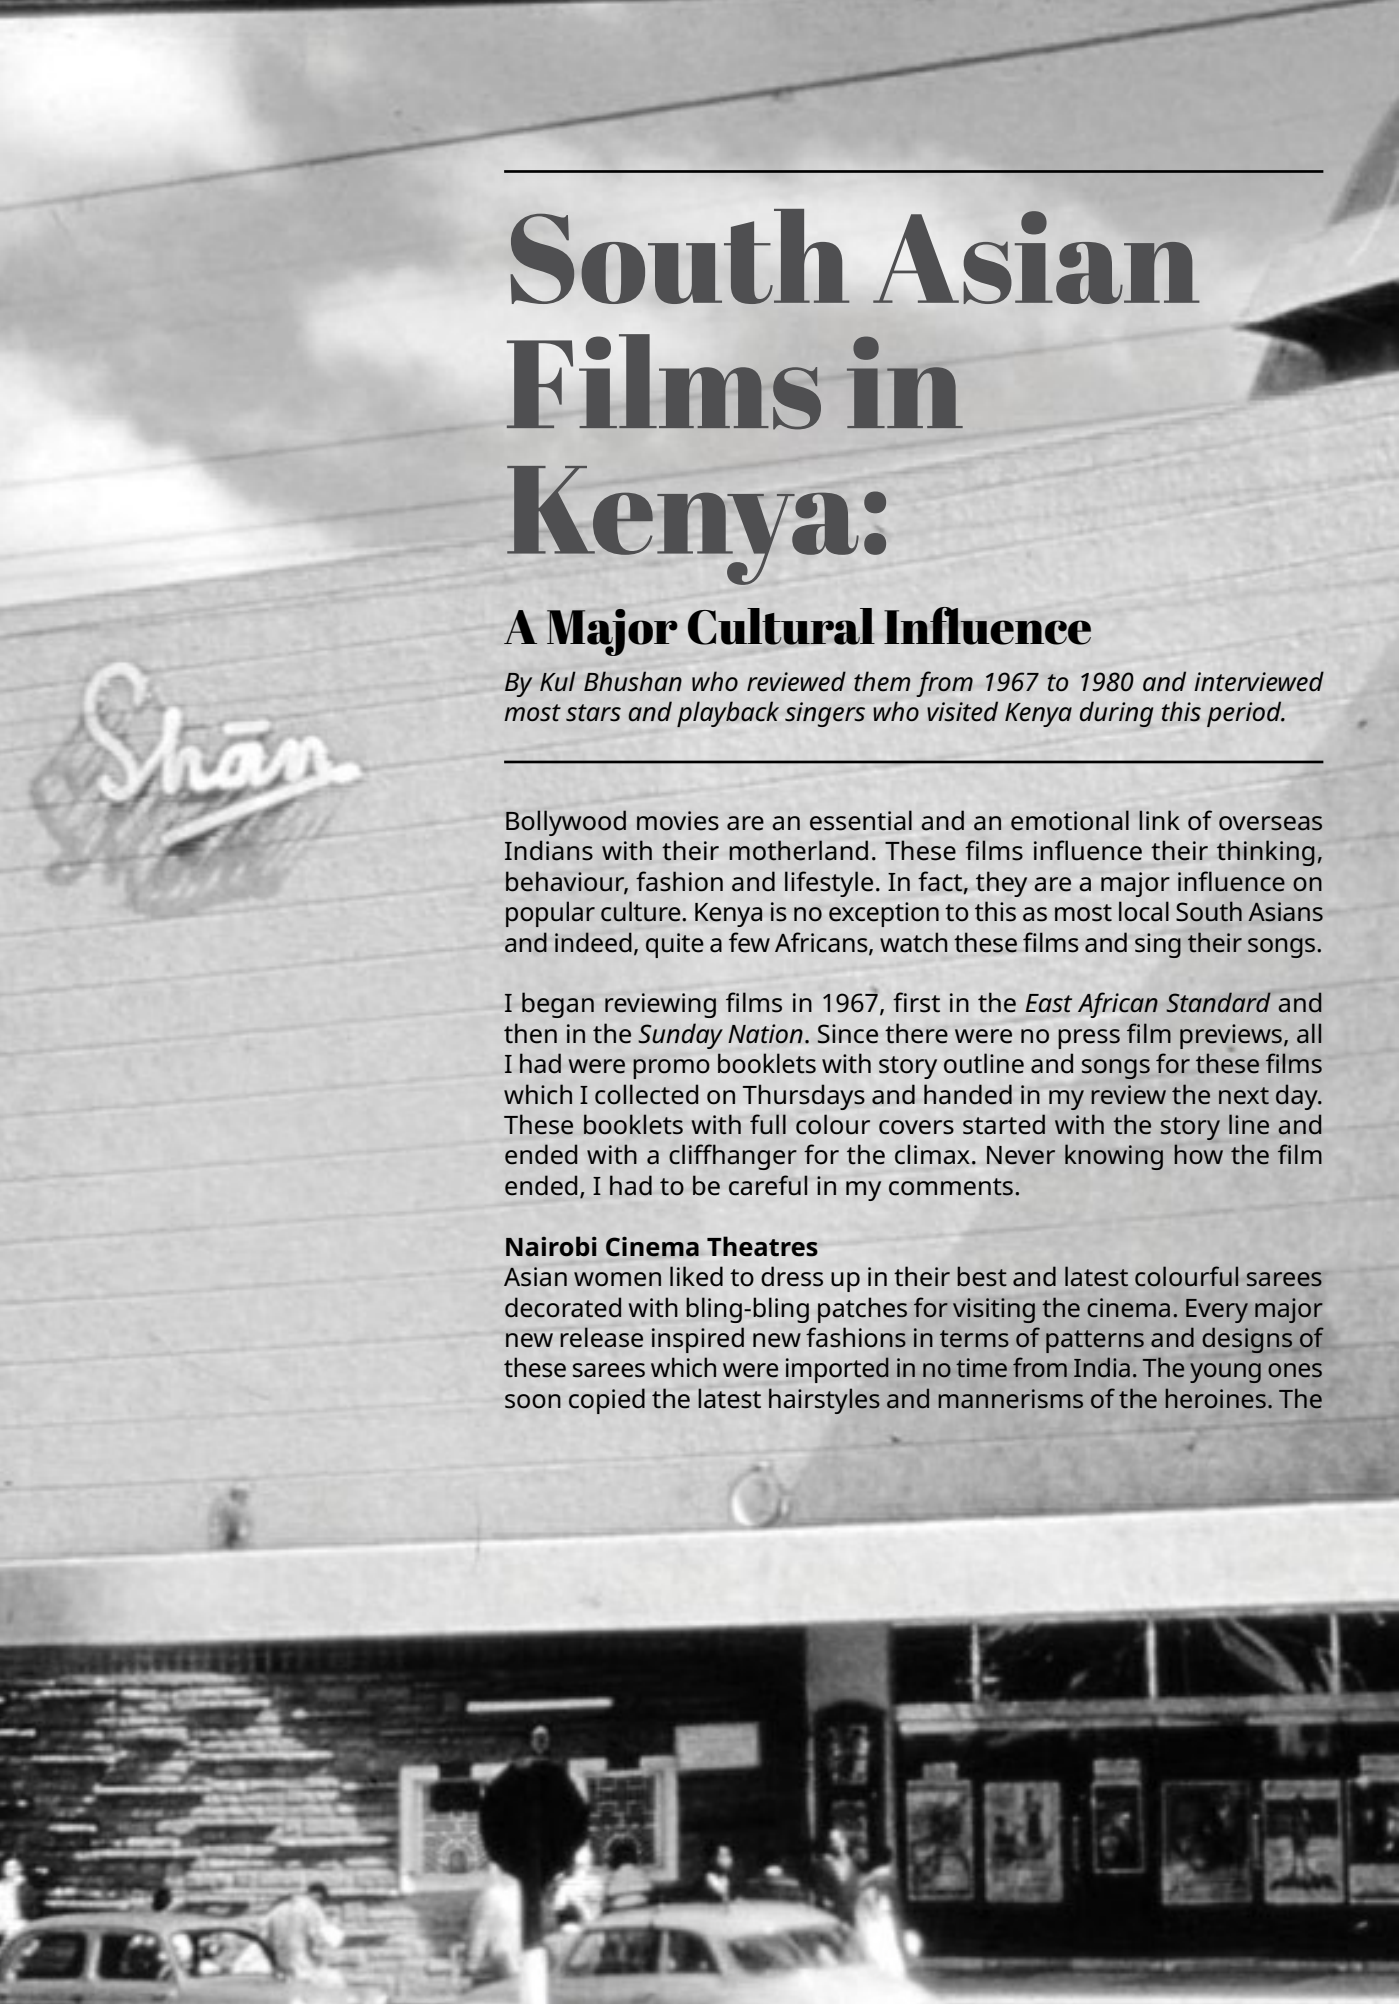 South Asian
Films in
Kenya:
A Major Cultural Influence
By Kul Bhushan who reviewed them from 1967 to 1980 and interviewed
most stars and playback singers who visited Kenya during this period.
Shān
Bollywood movies are an essential and an emotional link of overseas
Indians with their motherland. These films influence their thinking,
behaviour, fashion and lifestyle. In fact, they are a major influence on
popular culture. Kenya is no exception to this as most local South Asians
and indeed, quite a few Africans, watch these films and sing their songs.
I began reviewing films in 1967, first in the East African Standard and
then in the Sunday Nation. Since there were no press film previews, all
I had were promo booklets with story outline and songs for these films
which I collected on Thursdays and handed in my review the next day.
These booklets with full colour covers started with the story line and
ended with a cliffhanger for the climax. Never knowing how the film
ended, I had to be careful in my comments.
Nairobi Cinema Theatres
Asian women liked to dress up in their best and latest colourful sarees
decorated with bling-bling patches for visiting the cinema. Every major
new release inspired new fashions in terms of patterns and designs of
these sarees which were imported in no time from India. The young ones
soon copied the latest hairstyles and mannerisms of the heroines. The